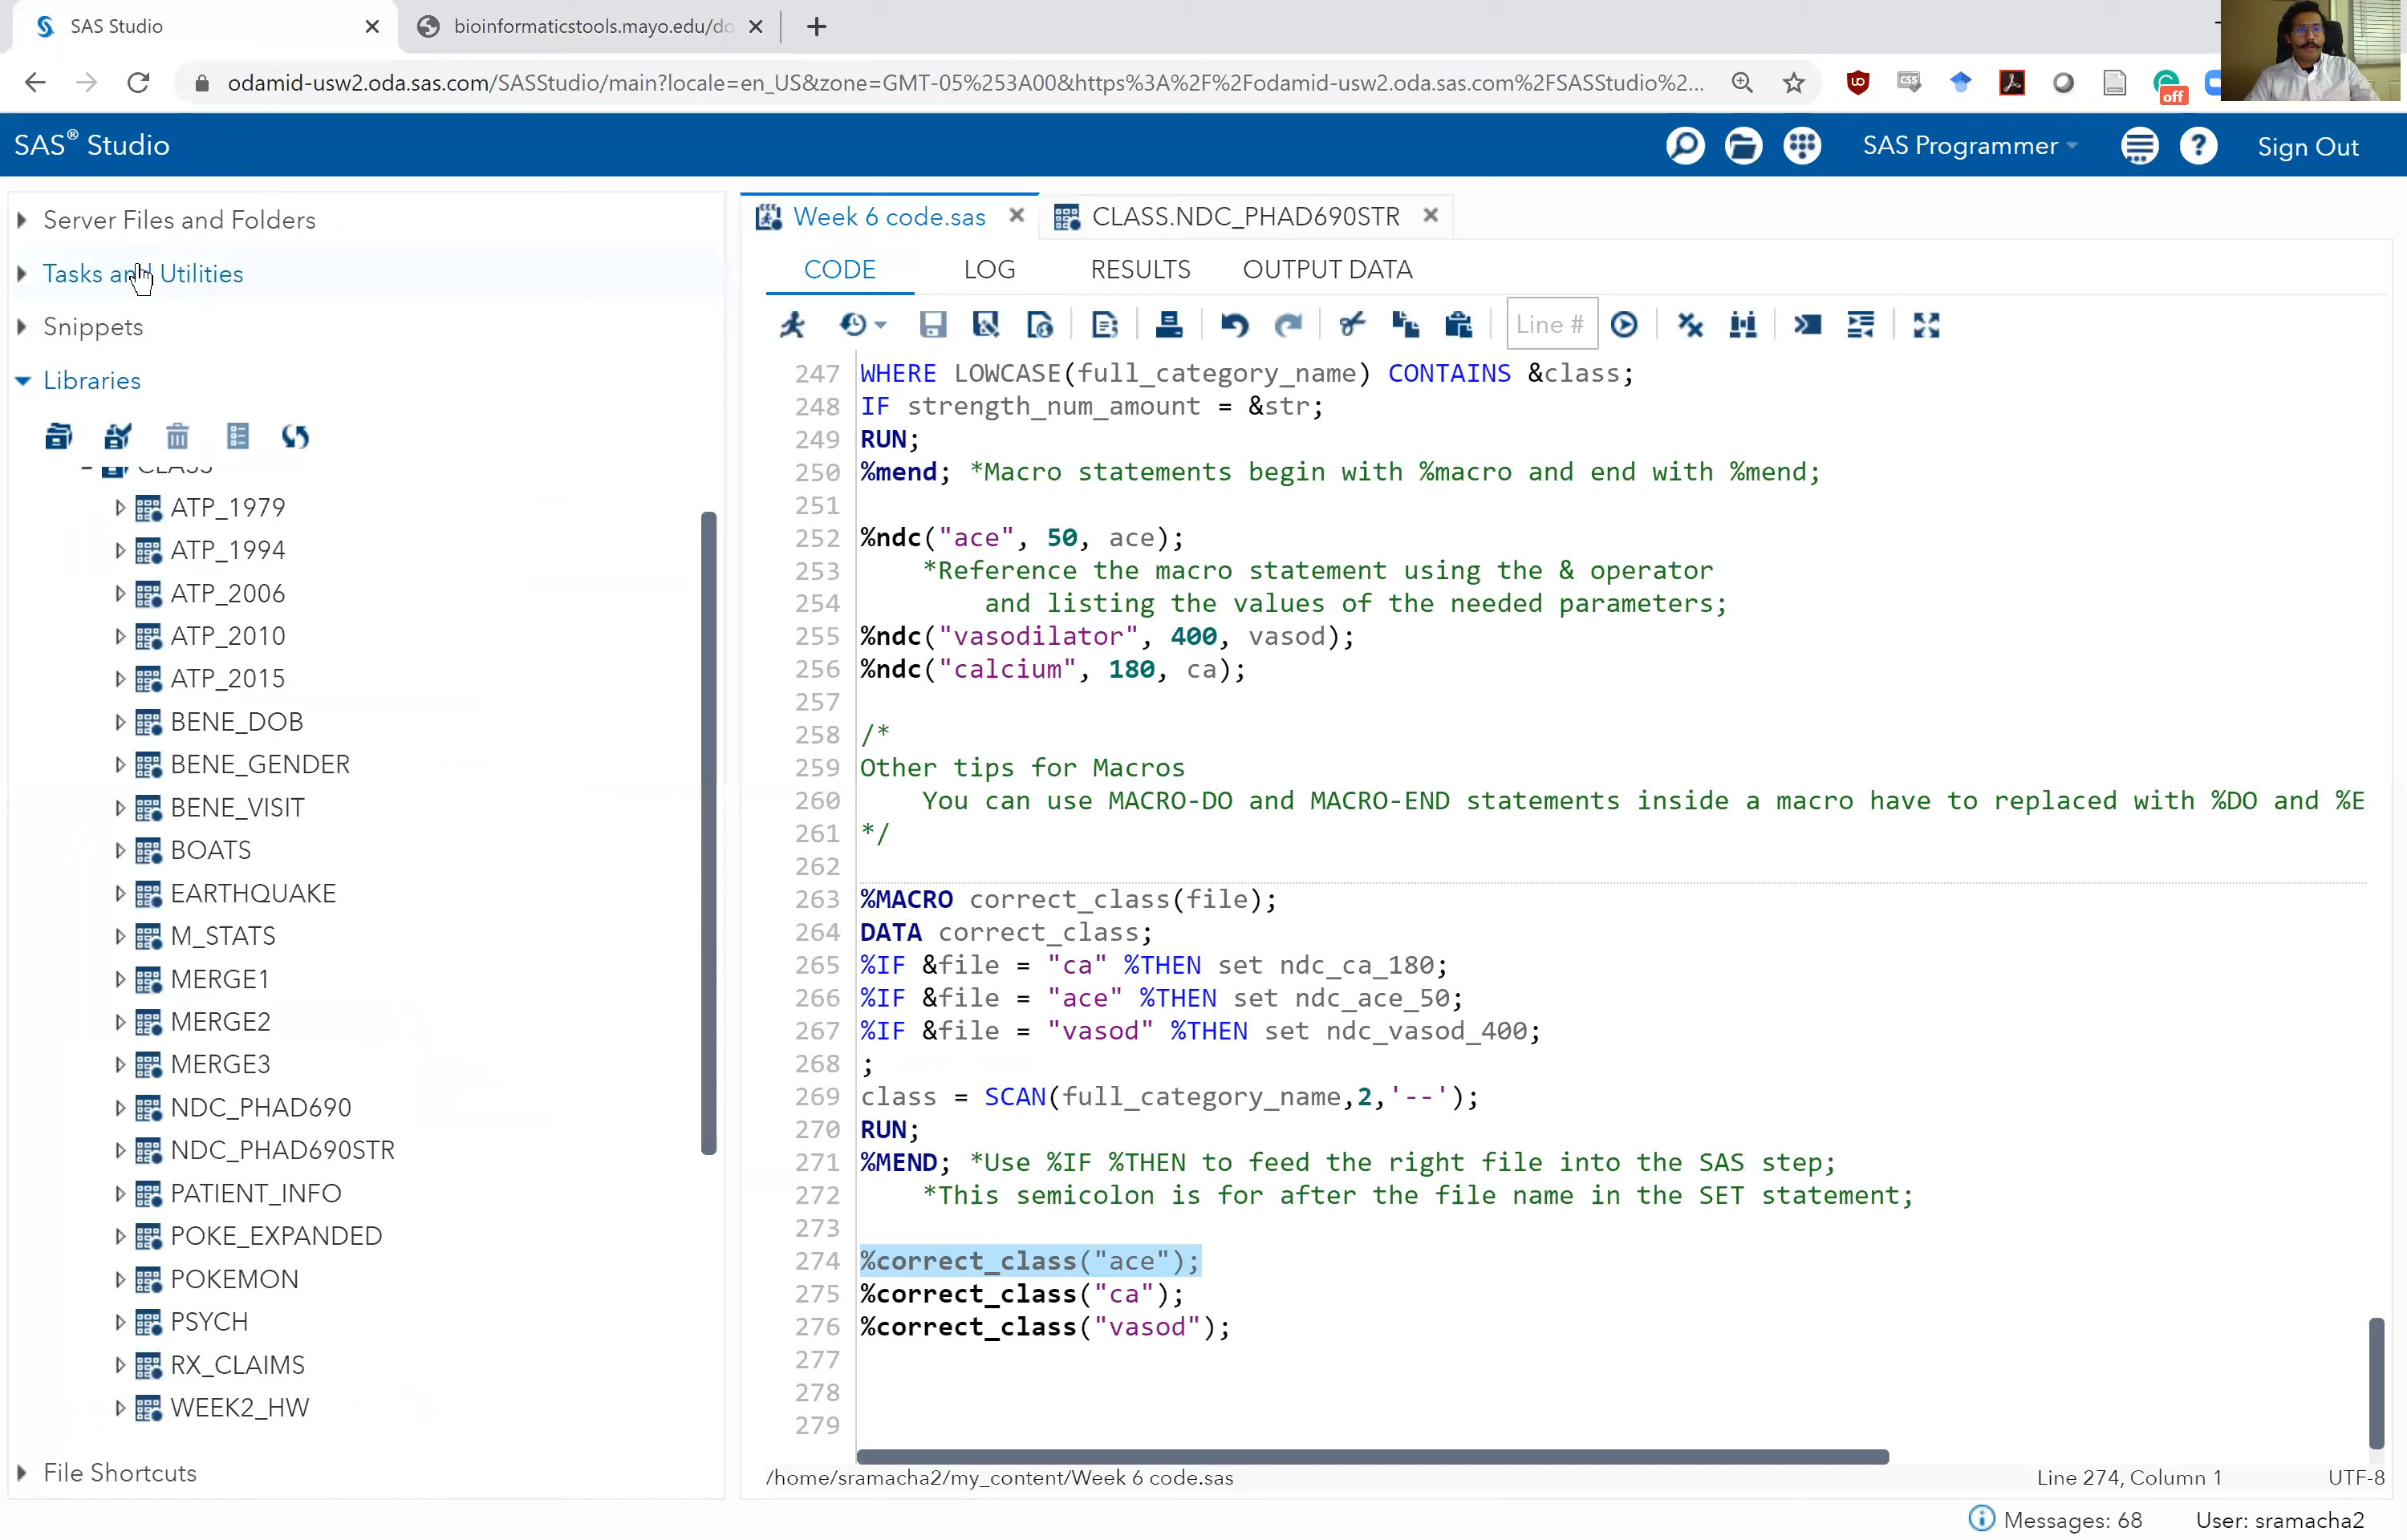 SAS Studio
bioinformaticstools.mayo.edu/do
odamid-usw2.oda.sas.com/SASStudio/main?locale=en_US&zone=GMT-05%253A00&https%3A%2F%2Fodamid-usw2.oda.sas.com%2FSASStudio%2...
CSS
off
SAS® Studio
SAS Programmer
Sign Out
Server Files and Folders
Tasks and Utilities
Snippets
Libraries
CLASS
ATP_1979
ATP_1994
ATP_2006
ATP_2010
ATP_2015
BENE_DOB
BENE_GENDER
BENE_VISIT
BOATS
EARTHQUAKE
M_STATS
MERGE1
MERGE2
MERGE3
NDC_PHAD690
NDC_PHAD690STR
PATIENT_INFO
POKE_EXPANDED
POKEMON
PSYCH
RX_CLAIMS
WEEK2_HW
File Shortcuts
Week 6 code.sas
CLASS.NDC_PHAD690STR
CODE LOG RESULTS OUTPUT DATA
Line #
247 WHERE LOWCASE(full_category_name) CONTAINS &class;
248 IF strength_num_amount = &str;
249 RUN;
250 %mend; *Macro statements begin with %macro and end with %mend;
251
252 %ndc("ace", 50, ace);
253 *Reference the macro statement using the & operator
254 and listing the values of the needed parameters;
255 %ndc("vasodilator", 400, vasod);
256 %ndc("calcium", 180, ca);
257
258 /*
259 Other tips for Macros
260 You can use MACRO-DO and MACRO-END statements inside a macro have to replaced with %DO and %E
261 */
262
263 %MACRO correct_class(file);
264 DATA correct_class;
265 %IF &file = "ca" %THEN set ndc_ca_180;
266 %IF &file = "ace" %THEN set ndc_ace_50;
267 %IF &file = "vasod" %THEN set ndc_vasod_400;
268 ;
269 class = SCAN(full_category_name,2,'--');
270 RUN;
271 %MEND; *Use %IF %THEN to feed the right file into the SAS step;
272 *This semicolon is for after the file name in the SET statement;
273
274 %correct_class("ace");
275 %correct_class("ca");
276 %correct_class("vasod");
277
278
279
/home/sramacha2/my_content/Week 6 code.sas
Line 274, Column 1
UTF-8
Messages: 68
User: sramacha2